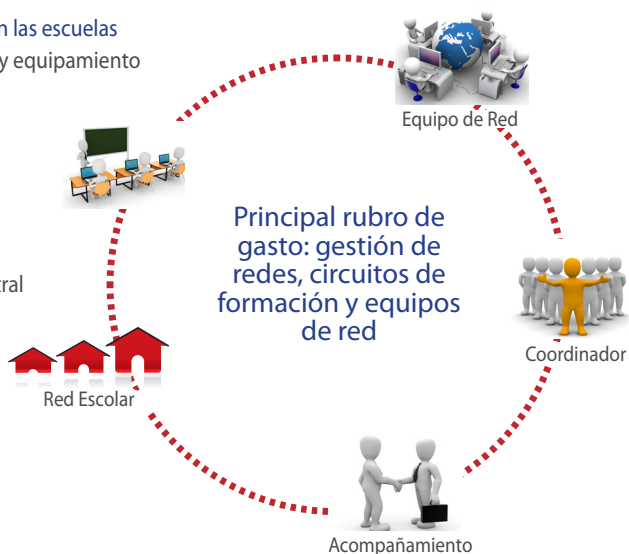 n las escuelas
y equipamiento
Equipo de Red
Principal rubro de
gasto: gestión de
redes, circuitos de
formación y equipos
de red
tral
Coordinador
Red Escolar
Acompañamiento